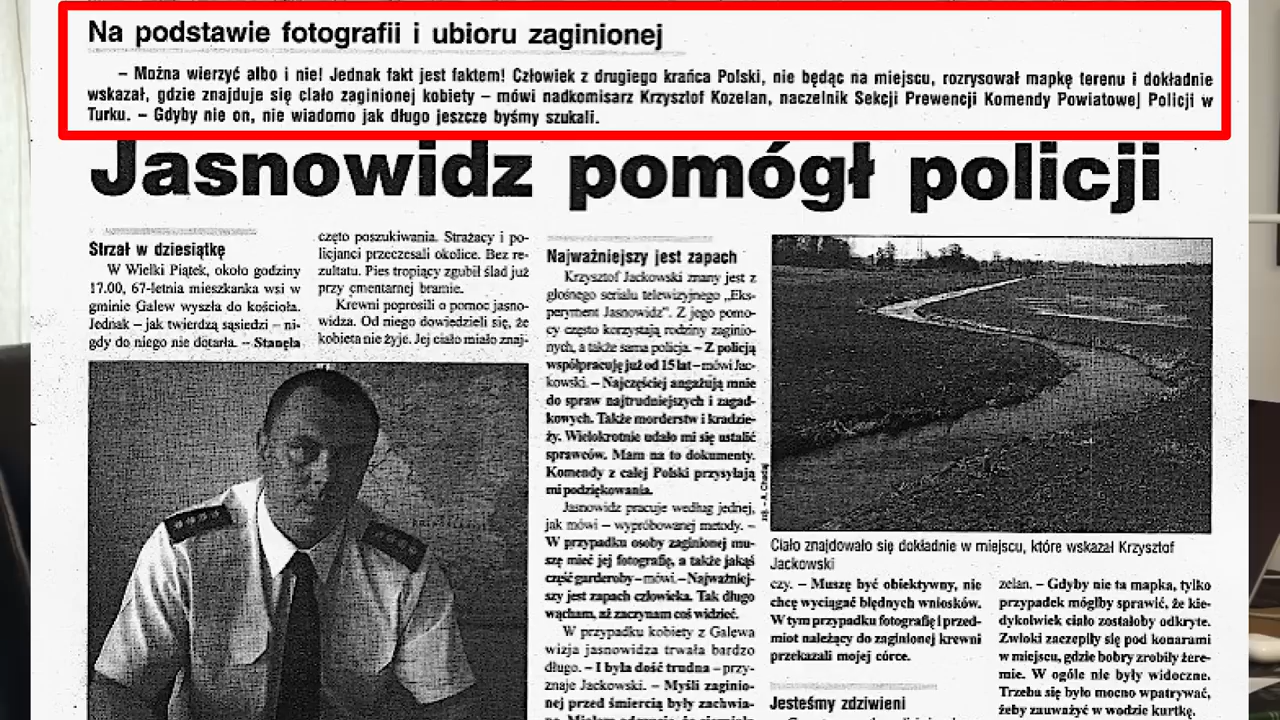 Na podstawie fotografii i ubioru zaginionej
– Można wierzyć albo i nie! Jednak fakt jest faktem! Człowiek z drugiego krańca Polski, nie będąc na miejscu, rozrysował mapkę terenu i dokładnie
wskazał, gdzie znajduje się ciało zaginionej kobiety – mówi nadkomisarz Krzysztof Kozelan, naczelnik Sekcji Prewencji Komendy Powiatowej Policji w
Turku. – Gdyby nie on, nie wiadomo jak długo jeszcze byśmy szukali.
Jasnowidz pomógł policji
Strzał w dziesiątkę
W Wielki Piątek, około godziny
17.00, 67-letnia mieszkanka wsi w
gminie Galew wyszła do kościoła.
Jednak – jak twierdzą sąsiedzi – ni-
gdy do niego nie dotarła. – Stanęła
częto poszukiwania. Strażacy i po-
licjanci przeczesali okolice. Bez re-
zultatu. Pies tropiący zgubił ślad już
przy cmentarnej bramie.
Krewni poprosili o pomoc jasno-
widza. Od niego dowiedzieli się, że
kobieta nie żyje. Jej ciało miało znaj-
Najważniejszy jest zapach
Krzysztof Jackowski znany jest z
głośnego serialu telewizyjnego „Eks-
peryment Jasnowidz”. Z jego pomo-
cy często korzystają rodziny zaginio-
nych, a także sama policja. – Z policją
współpracuję już od 15 lat – mówi Jac-
kowski. – Najczęściej angażują mnie
do spraw najtrudniejszych i zagad-
kowych. Także morderstw i kradzie-
ży. Wielokrotnie udało mi się ustalić
sprawców. Mam na to dokumenty.
Komendy z całej Polski przysyłają
mi podziękowania.
Jasnowidz pracuje według jednej,
jak mówi – wypróbowanej metody. –
W przypadku osoby zaginionej mu-
szę mieć jej fotografię, a także jakąś
część garderoby – mówi. – Najważniej-
szy jest zapach człowieka. Tak długo
wącham, aż zaczynam coś widzieć.
W przypadku kobiety z Galewa
wizja jasnowidza trwała bardzo
długo. – I była dość trudna – przy-
znaje Jackowski. – Myśli zaginio-
nej przed śmiercią były zachwia-
Ciało znajdowało się dokładnie w miejscu, które wskazał Krzysztof
Jackowski
czy. – Muszę być obiektywny, nie
chcę wyciągać błędnych wniosków.
W tym przypadku fotografię i przed-
miot należący do zaginionej krewni
przekazali mojej córce.
Jesteśmy zdziwieni
zelan. – Gdyby nie ta mapka, tylko
przypadek mógłby sprawić, że kie-
dykolwiek ciało zostałoby odkryte.
Zwłoki zaczepiły się pod konarami
w miejscu, gdzie bobry zrobiły żere-
mie. W ogóle nie były widoczne.
Trzeba się było mocno wpatrywać,
żeby zauważyć w wodzie kurtkę.